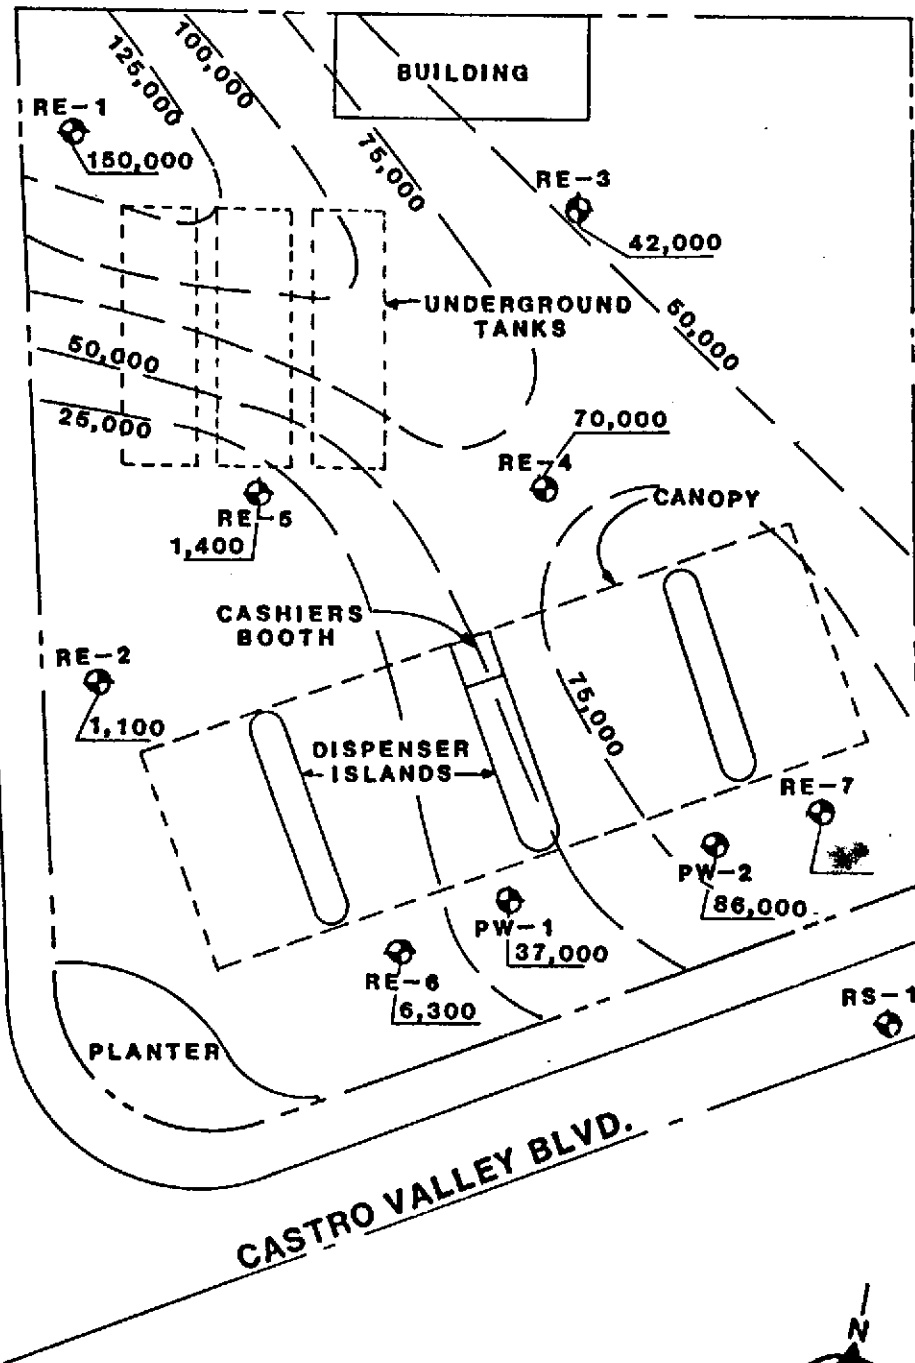 125,000
100,000
BUILDING
RE-1
150,000
75,000
RE-3
42,000
UNDERGROUND
TANKS
50,000
50,000
25,000
70,000
RE-4
CANOPY
RE-5
1,400
CASHIERS
BOOTH
RE-2
1,100
75,000
DISPENSER
ISLANDS
RE-7
PW-2
86,000
PW-1
37,000
RE-6
6,300
RS-1
PLANTER
CASTRO VALLEY BLVD.
N